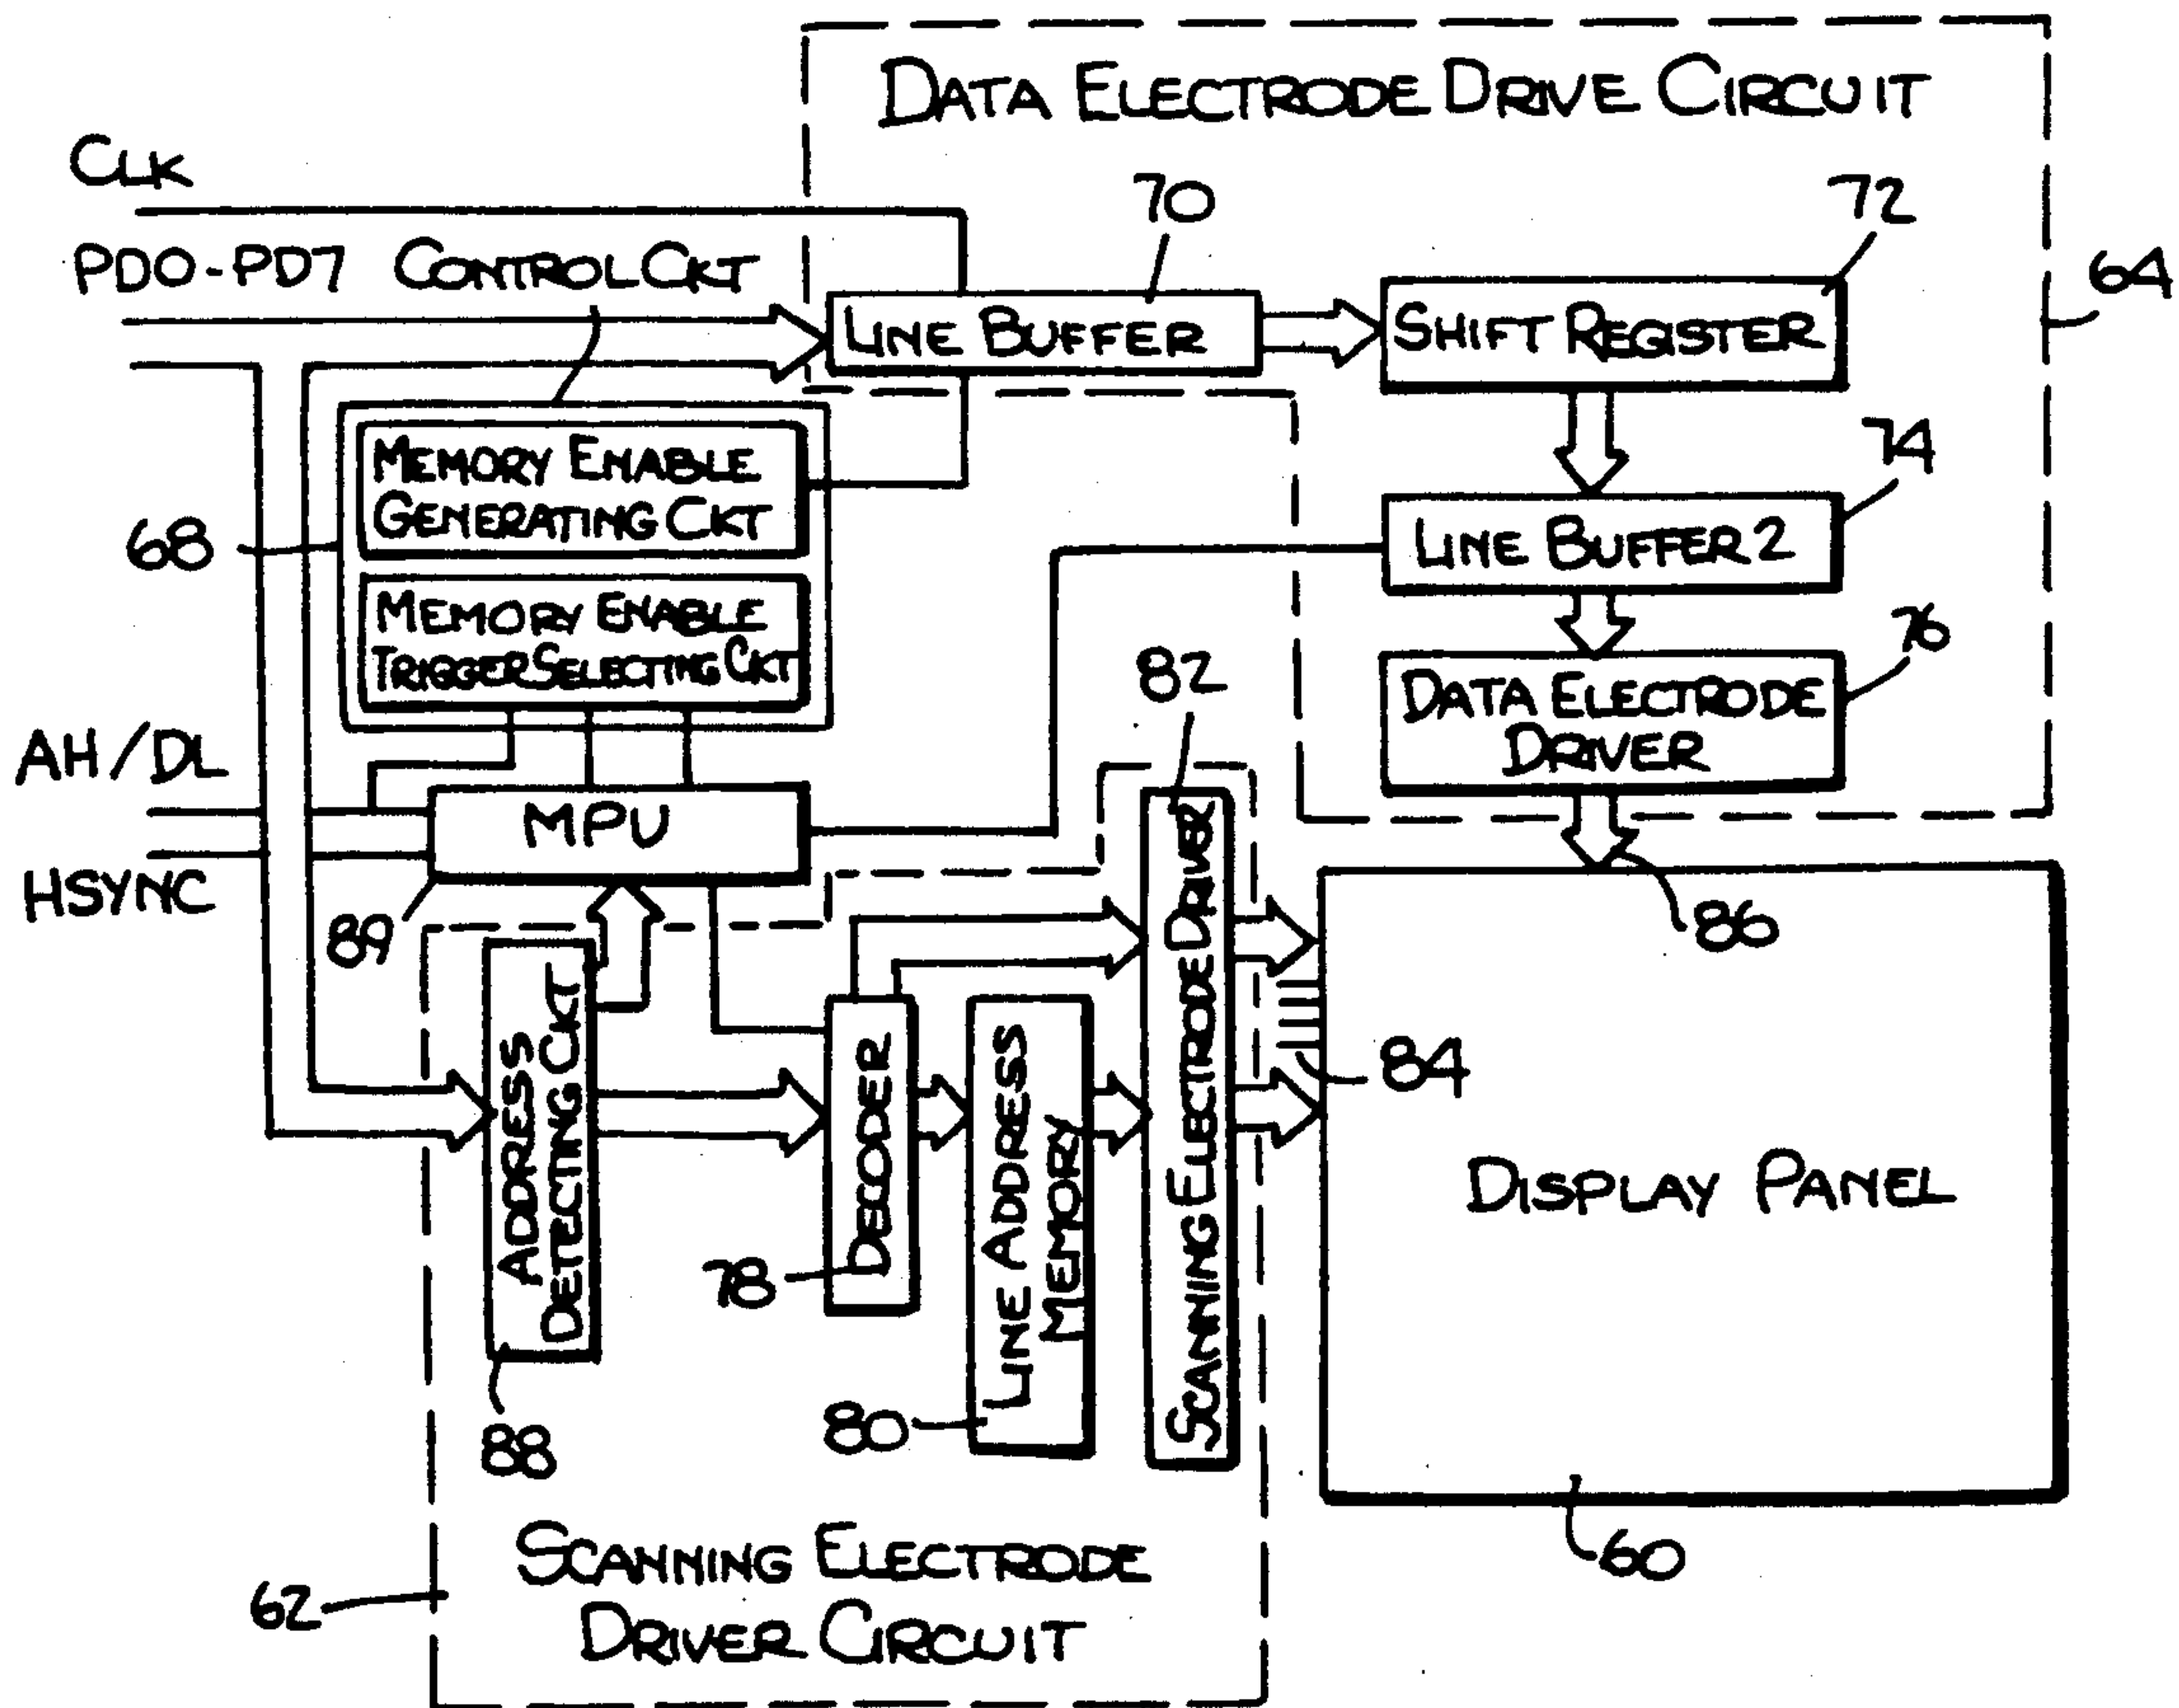 DATA ELECTRODE DRIVE CIRCUIT
CLK
70
72
PD0-PD7
CONTROL CKT
64
LINE BUFFER
SHIFT REGISTER
MEMORY ENABLE
GENERATING CKT
74
68
LINE BUFFER 2
MEMORY ENABLE
TRIGGER SELECTING CKT
76
82
DATA ELECTRODE
DRIVER
AH/DL
MPU
HSYNC
89
86
ADDRESS
DETECTING CKT
DECODER
LINE ADDRESS
MEMORY
SCANNING ELECTRODE DRIVER
84
DISPLAY PANEL
78
80
88
60
SCANNING ELECTRODE
DRIVER CIRCUIT
62